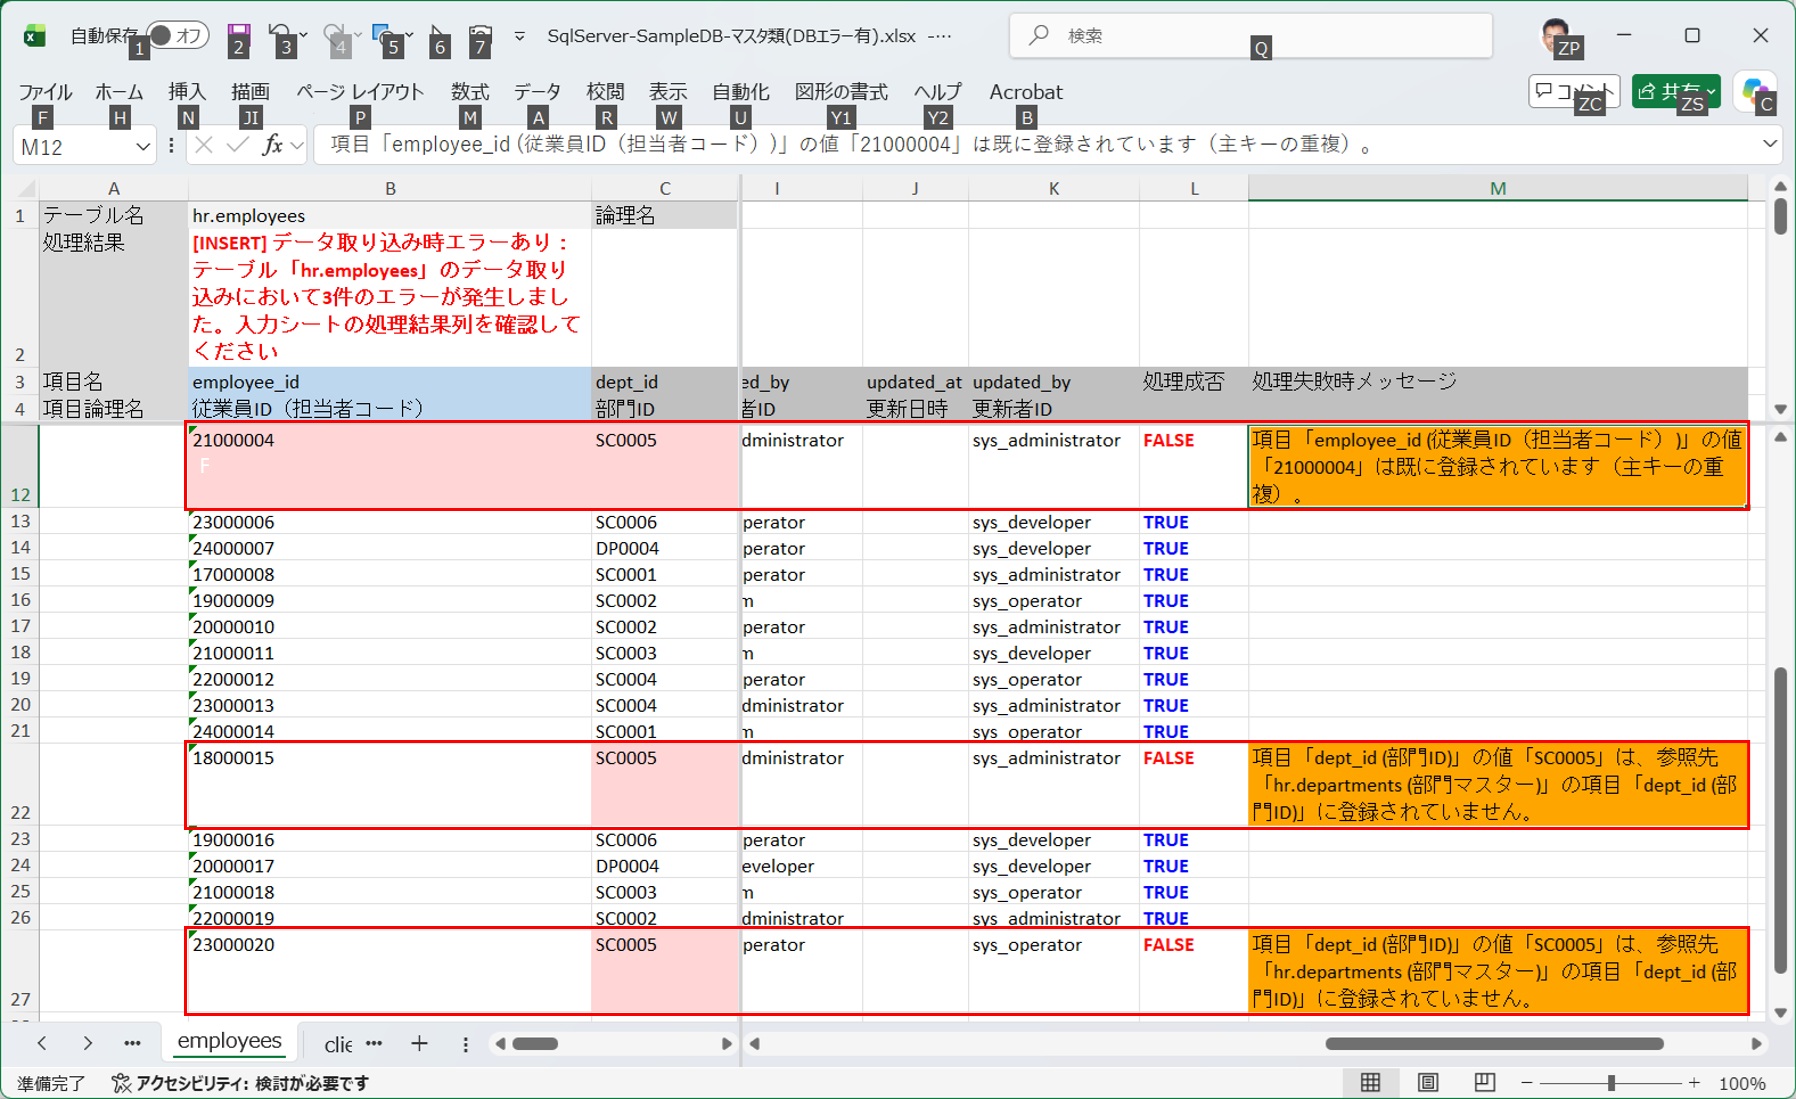 自動保存 オフ SqlServer-SampleDB-マスタ類(DBエラー有).xlsx -… 検索
1 2 3 4 5 6 7 Q ZP
ファイル ホーム 挿入 描画 ページ レイアウト 数式 データ 校閲 表示 自動化 図形の書式 ヘルプ Acrobat コメント 共有
F H N JI P M A R W U Y1 Y2 B ZC ZS C
M12 fx 項目「employee_id (従業員ID（担当者コード）)」の値「21000004」は既に登録されています（主キーの重複）。
A B C I J K L M
1 テーブル名 hr.employees 論理名
処理結果 [INSERT] データ取り込み時エラーあり：
テーブル「hr.employees」のデータ取り
込みにおいて3件のエラーが発生しまし
た。入力シートの処理結果列を確認して
2 ください
3 項目名 employee_id dept_id ed_by updated_at updated_by 処理成否 処理失敗時メッセージ
4 項目論理名 従業員ID（担当者コード） 部門ID 者ID 更新日時 更新者ID
21000004 SC0005 dministrator sys_administrator FALSE 項目「employee_id (従業員ID（担当者コード）)」の値
F 「21000004」は既に登録されています（主キーの重
12 複）。
13 23000006 SC0006 perator sys_developer TRUE
14 24000007 DP0004 perator sys_developer TRUE
15 17000008 SC0001 perator sys_administrator TRUE
16 19000009 SC0002 m sys_operator TRUE
17 20000010 SC0002 perator sys_administrator TRUE
18 21000011 SC0003 m sys_developer TRUE
19 22000012 SC0004 perator sys_operator TRUE
20 23000013 SC0004 dministrator sys_administrator TRUE
21 24000014 SC0001 m sys_operator TRUE
18000015 SC0005 dministrator sys_administrator FALSE 項目「dept_id (部門ID)」の値「SC0005」は、参照先
「hr.departments (部門マスター)」の項目「dept_id (部
22 門ID)」に登録されていません。
23 19000016 SC0006 perator sys_developer TRUE
24 20000017 DP0004 eveloper sys_developer TRUE
25 21000018 SC0003 m sys_operator TRUE
26 22000019 SC0002 dministrator sys_administrator TRUE
23000020 SC0005 perator sys_operator FALSE 項目「dept_id (部門ID)」の値「SC0005」は、参照先
「hr.departments (部門マスター)」の項目「dept_id (部
27 門ID)」に登録されていません。
employees clie
準備完了 アクセシビリティ: 検討が必要です 100%